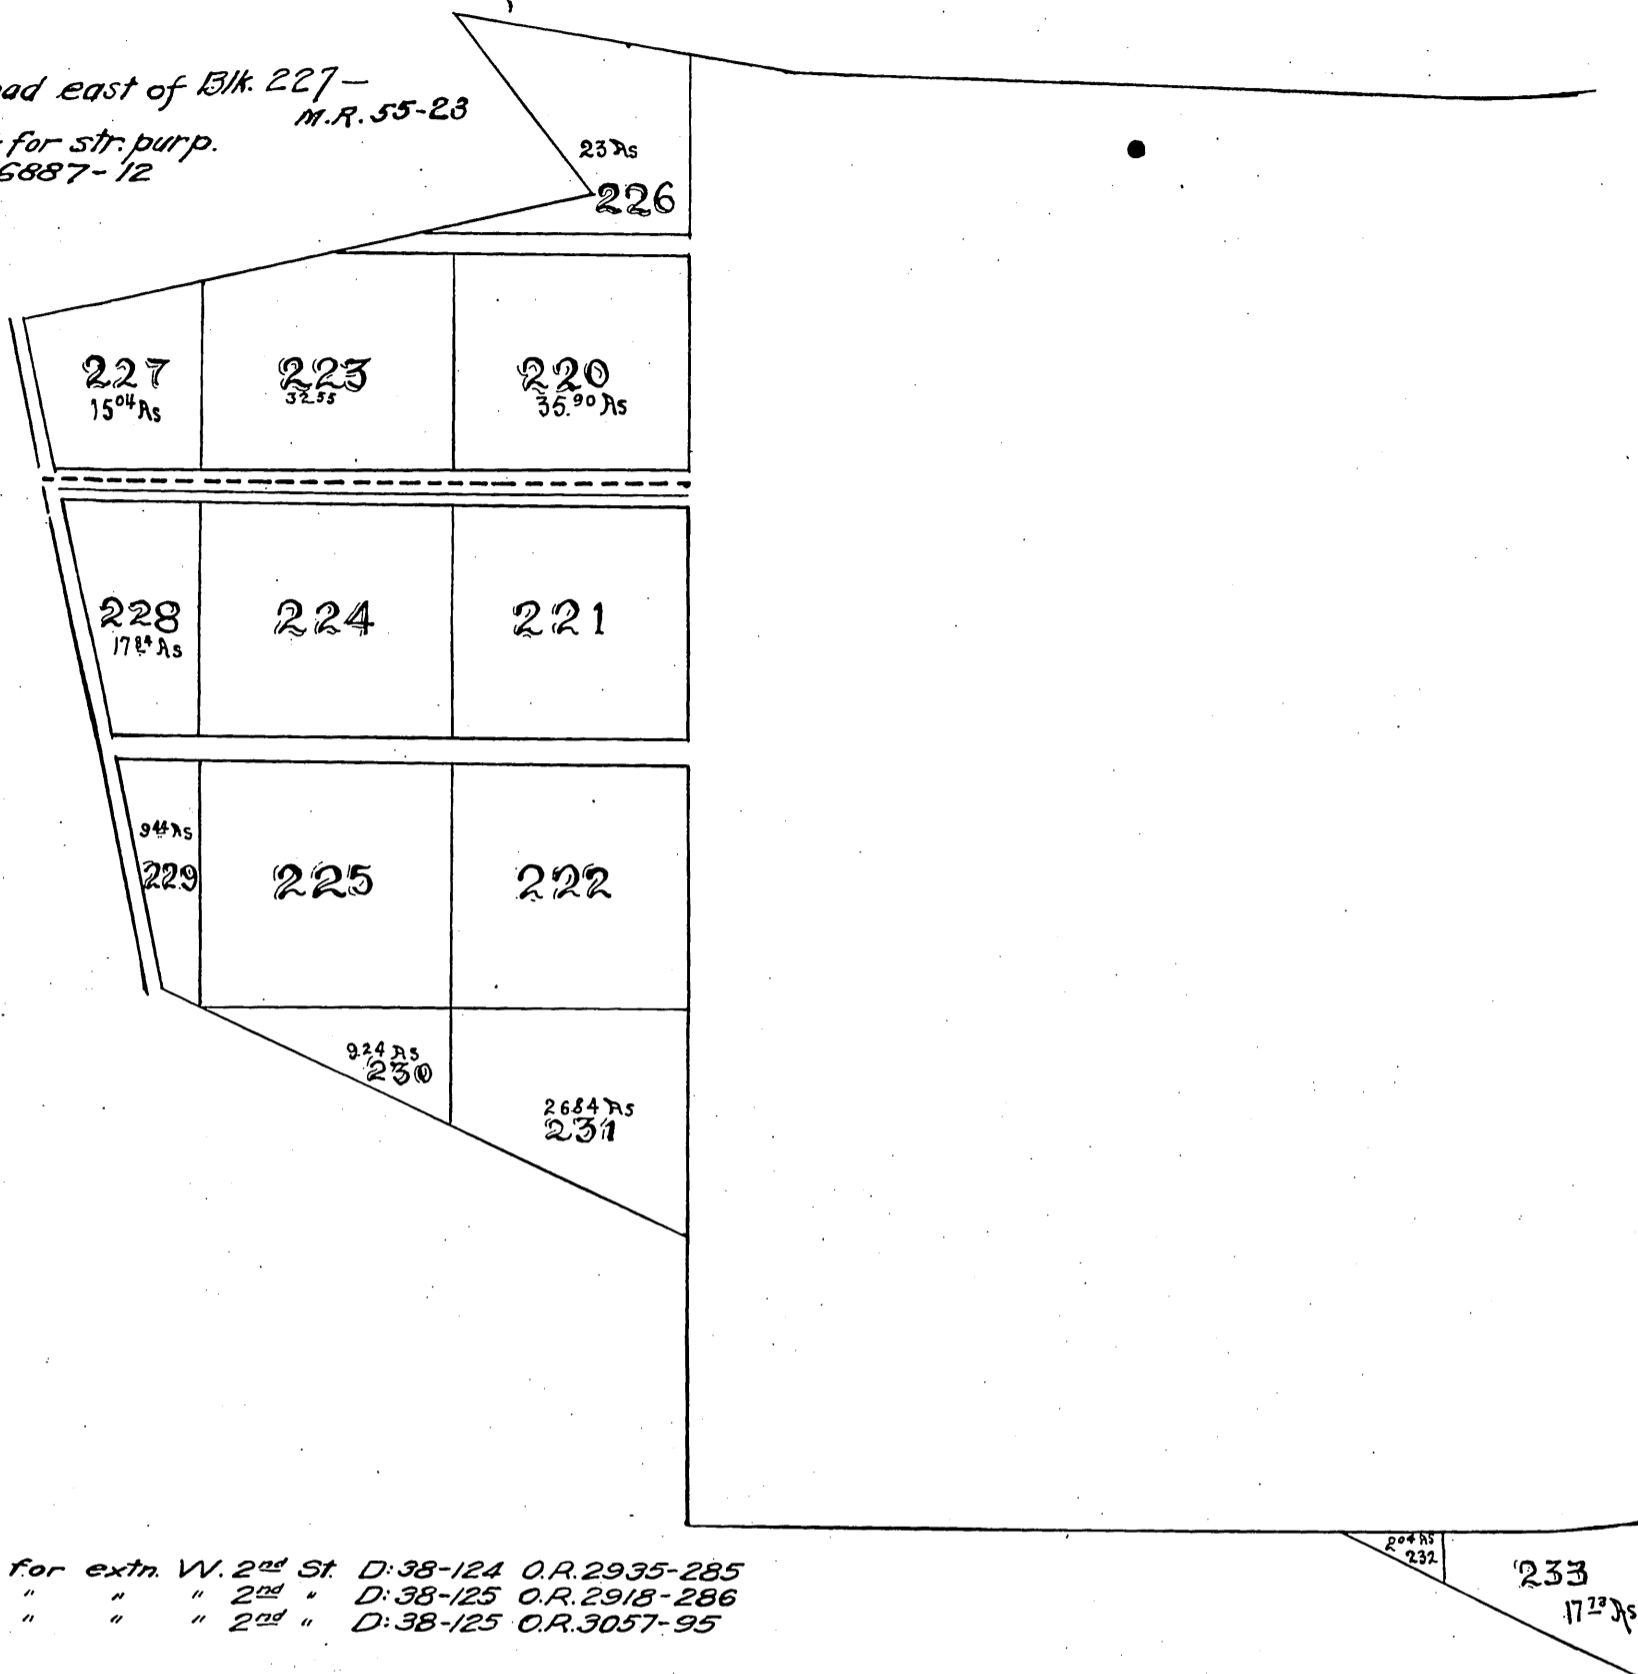 ad east of Blk. 227-
M.R. 55-23
for str. purp.
6887-12
23 As
226
227
15 04 As
223
32 55
220
35.90 As
228
17 84 As
224
221
9 44 As
229
225
222
9.24 As
230
26 84 As
231
for extn. W. 2nd St. D:38-124 O.R.2935-285
" " " 2nd " D:38-125 O.R.2918-286
" " " 2nd " D:38-125 O.R.3057-95
2 04 As
232
233
17 73 As